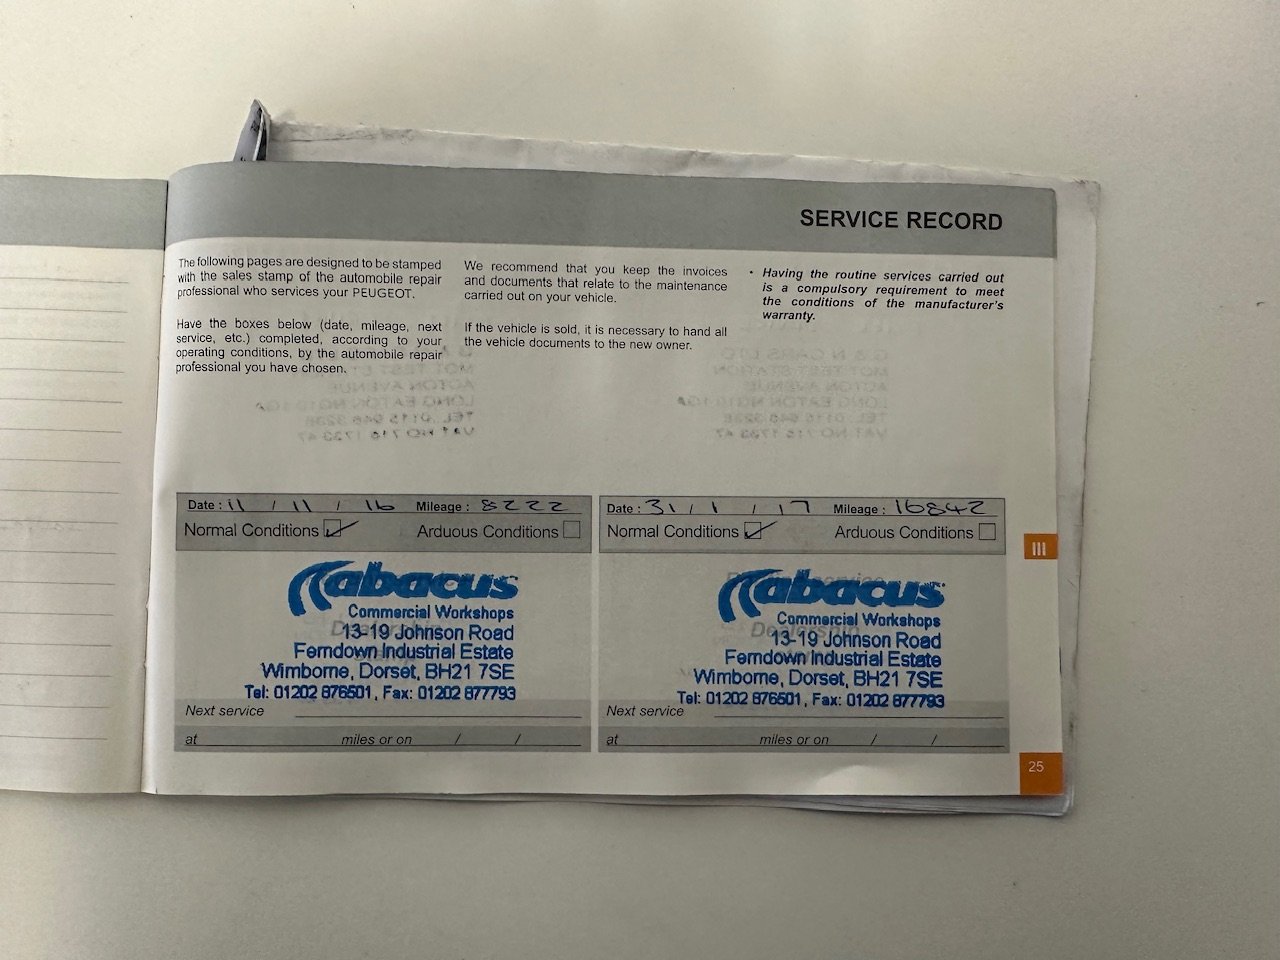 SERVICE RECORD
The following pages are designed to be stamped
with the sales stamp of the automobile repair
professional who services your PEUGEOT.
Have the boxes below (date, mileage, next
service, etc.) completed, according to your
operating conditions, by the automobile repair
professional you have chosen.
We recommend that you keep the invoices
and documents that relate to the maintenance
carried out on your vehicle.
If the vehicle is sold, it is necessary to hand all
the vehicle documents to the new owner.
• Having the routine services carried out
is a compulsory requirement to meet
the conditions of the manufacturer's
warranty.
Date : 11 / 11 / 16 Mileage : 8222
Normal Conditions Arduous Conditions
abacus
Commercial Workshops
13-19 Johnson Road
Ferndown Industrial Estate
Wimborne, Dorset, BH21 7SE
Tel: 01202 876501, Fax: 01202 877793
Next service
at miles or on / /
Date : 31 / 1 / 17 Mileage : 16842
Normal Conditions Arduous Conditions
abacus
Commercial Workshops
13-19 Johnson Road
Ferndown Industrial Estate
Wimborne, Dorset, BH21 7SE
Tel: 01202 876501, Fax: 01202 877793
Next service
at miles or on / /
III
25